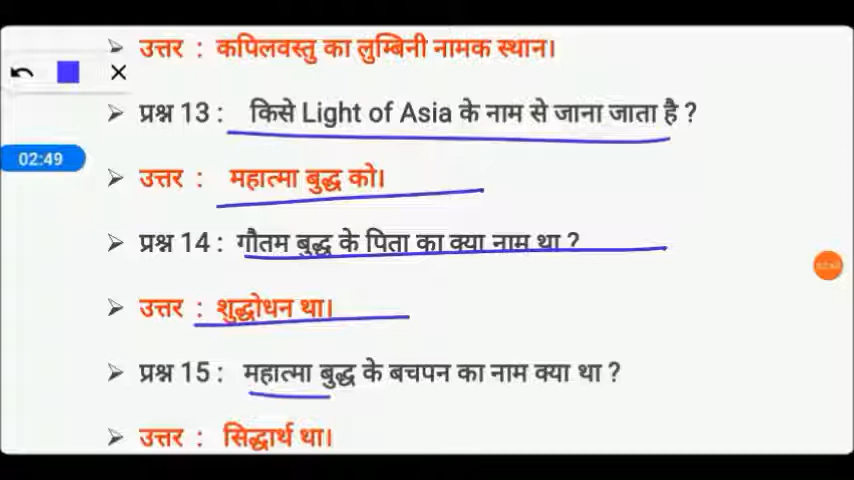 ➢ उत्तर : कपिलवस्तु का लुम्बिनी नामक स्थान।
➢ प्रश्न 13 : किसे Light of Asia के नाम से जाना जाता है ?
02:49
➢ उत्तर : महात्मा बुद्ध को।
➢ प्रश्न 14 : गौतम बुद्ध के पिता का क्या नाम था ?
➢ उत्तर : शुद्धोधन था।
➢ प्रश्न 15 : महात्मा बुद्ध के बचपन का नाम क्या था ?
➢ उत्तर : सिद्धार्थ था।